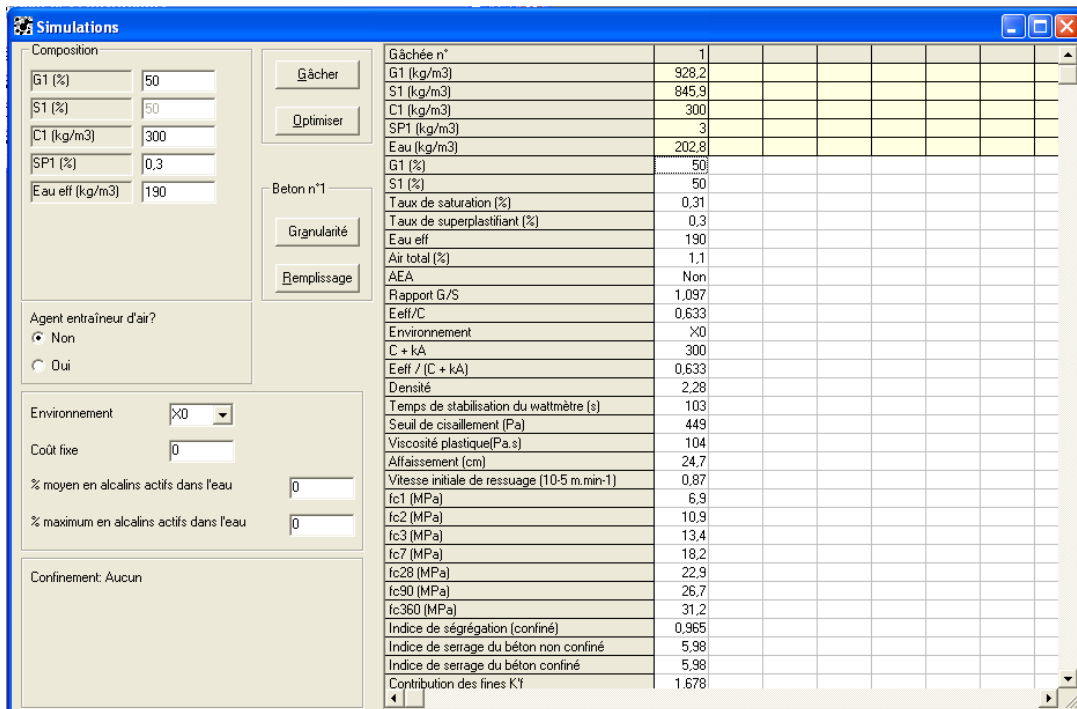 Simulations
Composition
G1 (%) 50
S1 (%) 50
C1 (kg/m3) 300
SP1 (%) 0,3
Eau eff (kg/m3) 190
Gâcher
Optimiser
Beton n°1
Granularité
Remplissage
Agent entraîneur d'air?
Non
Oui
Environnement X0
Coût fixe 0
% moyen en alcalins actifs dans l'eau 0
% maximum en alcalins actifs dans l'eau 0
Confinement: Aucun
Gâchée n° 1
G1 (kg/m3) 928,2
S1 (kg/m3) 845,9
C1 (kg/m3) 300
SP1 (kg/m3) 3
Eau (kg/m3) 202,8
G1 (%) 50
S1 (%) 50
Taux de saturation (%) 0,31
Taux de superplastifiant (%) 0,3
Eau eff 190
Air total (%) 1,1
AEA Non
Rapport G/S 1,097
Eeff/C 0,633
Environnement X0
C + kA 300
Eeff / (C + kA) 0,633
Densité 2,28
Temps de stabilisation du wattmètre (s) 103
Seuil de cisaillement (Pa) 449
Viscosité plastique(Pa.s) 104
Affaissement (cm) 24,7
Vitesse initiale de ressuage (10-5 m.min-1) 0,87
fc1 (MPa) 6,9
fc2 (MPa) 10,9
fc3 (MPa) 13,4
fc7 (MPa) 18,2
fc28 (MPa) 22,9
fc90 (MPa) 26,7
fc360 (MPa) 31,2
Indice de ségrégation (confiné) 0,965
Indice de serrage du béton non confiné 5,98
Indice de serrage du béton confiné 5,98
Contribution des fines K'f 1,678